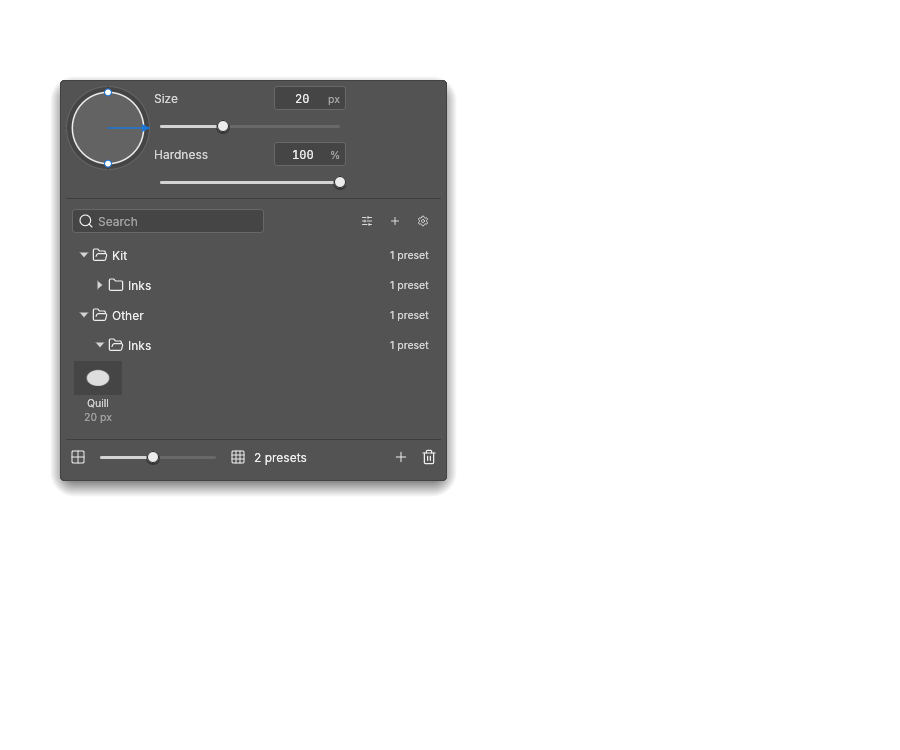 Size 20 px
Hardness 100 %
Search
Kit 1 preset
Inks 1 preset
Other 1 preset
Inks 1 preset
Quill
20 px
2 presets